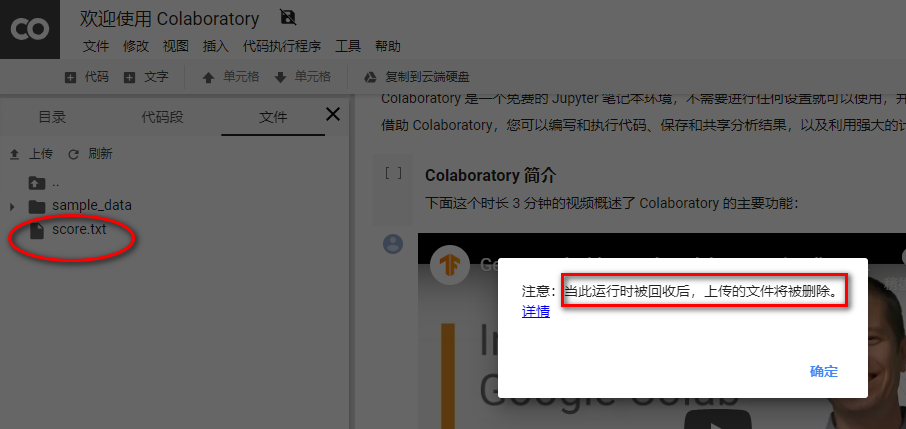 CO 欢迎使用 Colaboratory
文件 修改 视图 插入 代码执行程序 工具 帮助
代码 文字 单元格 单元格 复制到云端硬盘
目录 代码段 文件
上传 刷新
..
sample_data
score.txt
Colaboratory 是一个免费的 Jupyter 笔记本环境，不需要进行任何设置就可以使用，并
借助 Colaboratory，您可以编写和执行代码、保存和共享分析结果，以及利用强大的计
[ ] Colaboratory 简介
下面这个时长 3 分钟的视频概述了 Colaboratory 的主要功能：
注意：当此运行时被回收后，上传的文件将被删除。
详情
确定
Google Colab